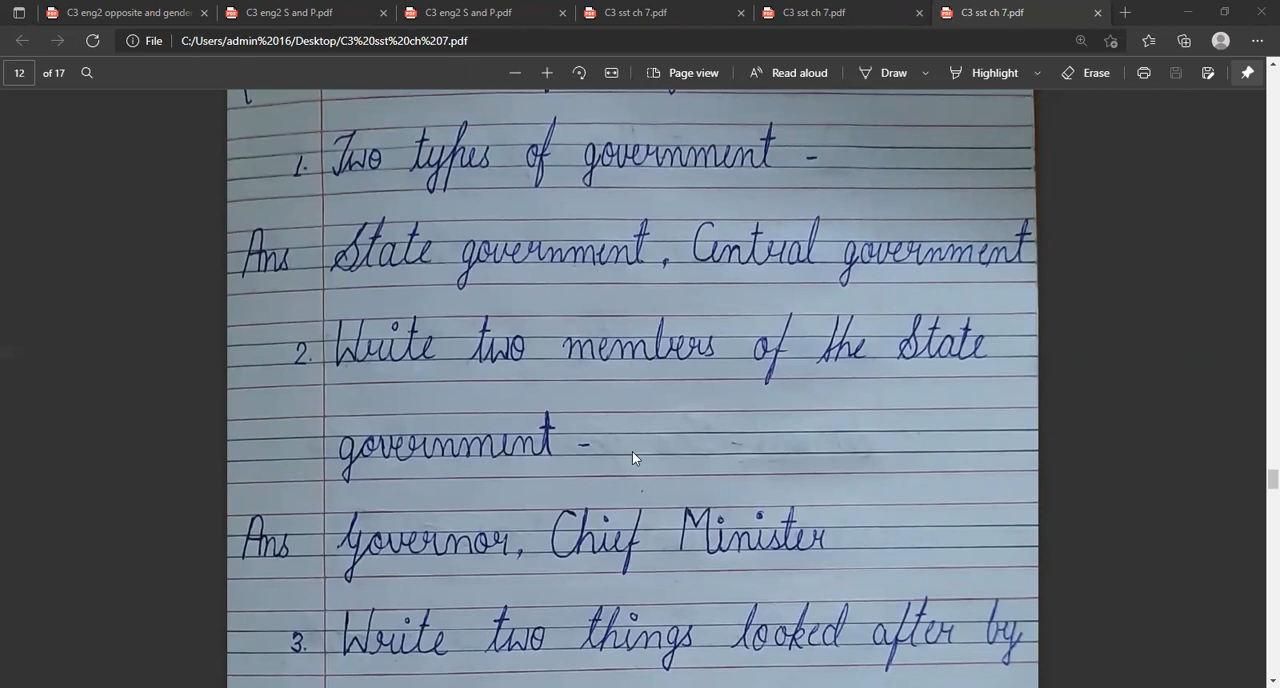 C3 eng2 opposite and gende
C3 eng2 S and P.pdf
C3 eng2 S and P.pdf
C3 sst ch 7.pdf
C3 sst ch 7.pdf
C3 sst ch 7.pdf
File C:/Users/admin%2016/Desktop/C3%20sst%20ch%207.pdf
12 of 17 Page view Read aloud Draw Highlight Erase
1. Two types of government -
Ans State government, Central government
2. Write two members of the State
government -
Ans Governor, Chief Minister
3. Write two things looked after by